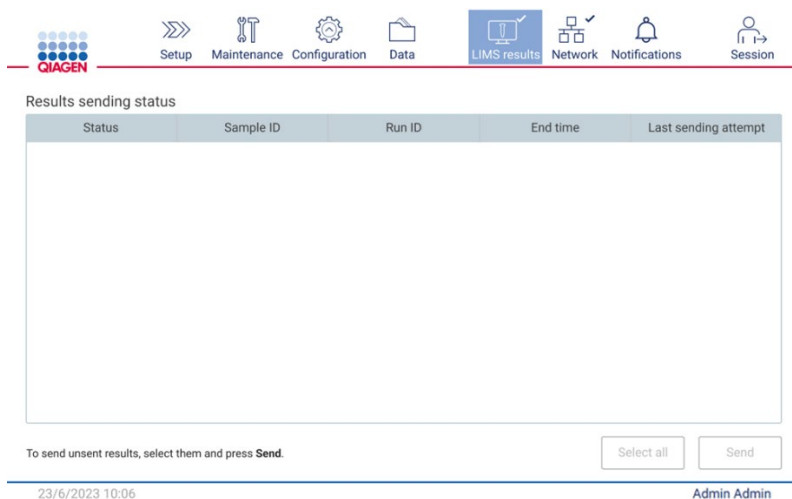 QIAGEN
Setup Maintenance Configuration Data LIMS results Network Notifications Session
Results sending status
Status Sample ID Run ID End time Last sending attempt
To send unsent results, select them and press Send.
Select all Send
23/6/2023 10:06 Admin Admin